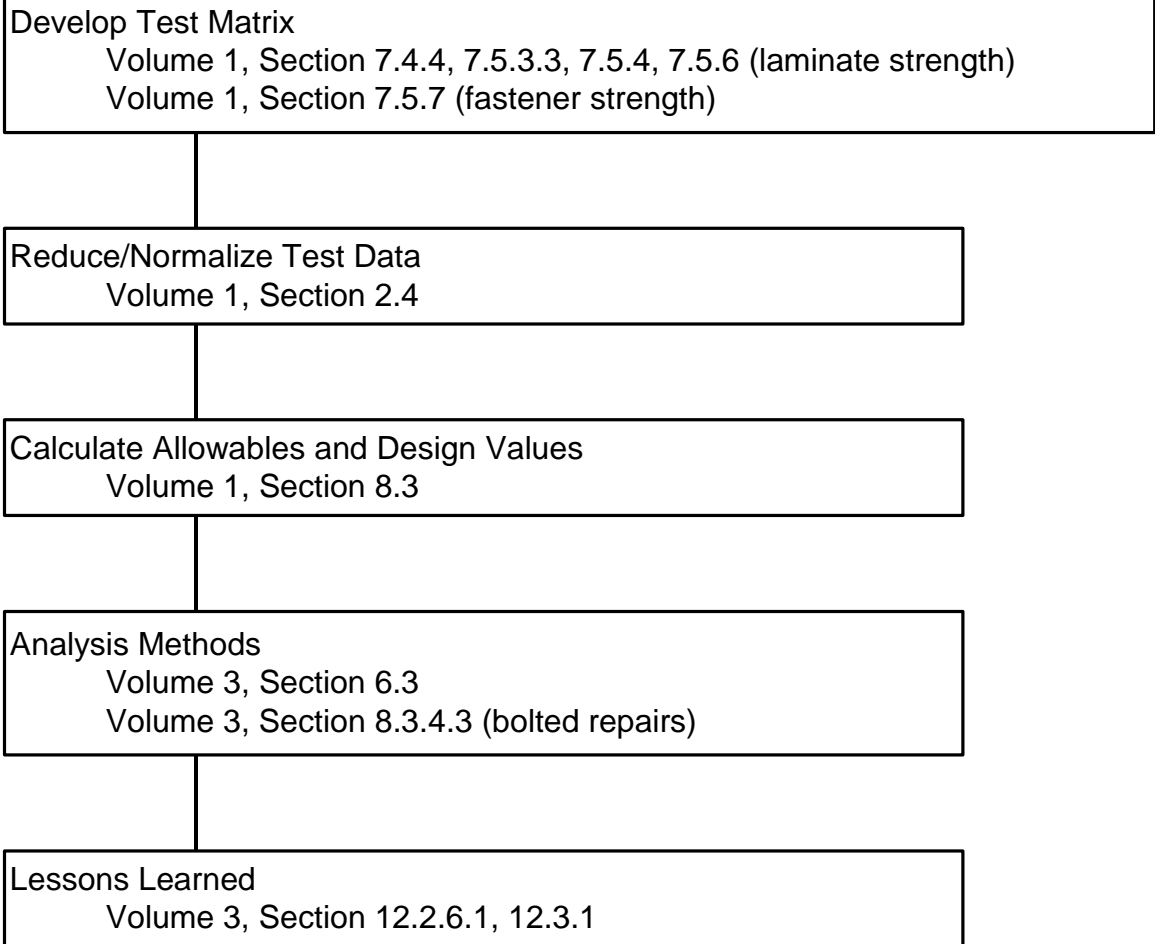 Develop Test Matrix
Volume 1, Section 7.4.4, 7.5.3.3, 7.5.4, 7.5.6 (laminate strength)
Volume 1, Section 7.5.7 (fastener strength)
Reduce/Normalize Test Data
Volume 1, Section 2.4
Calculate Allowables and Design Values
Volume 1, Section 8.3
Analysis Methods
Volume 3, Section 6.3
Volume 3, Section 8.3.4.3 (bolted repairs)
Lessons Learned
Volume 3, Section 12.2.6.1, 12.3.1